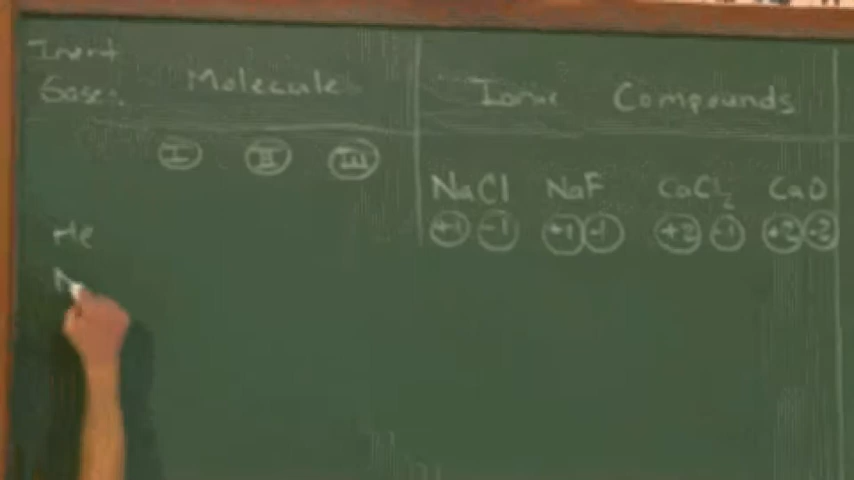 Inert
Gases. Molecule Ionic Compounds
I II III
NaCl NaF CaCl2 CaO
+1 -1 +1 -1 +2 -1 +2 -2
He